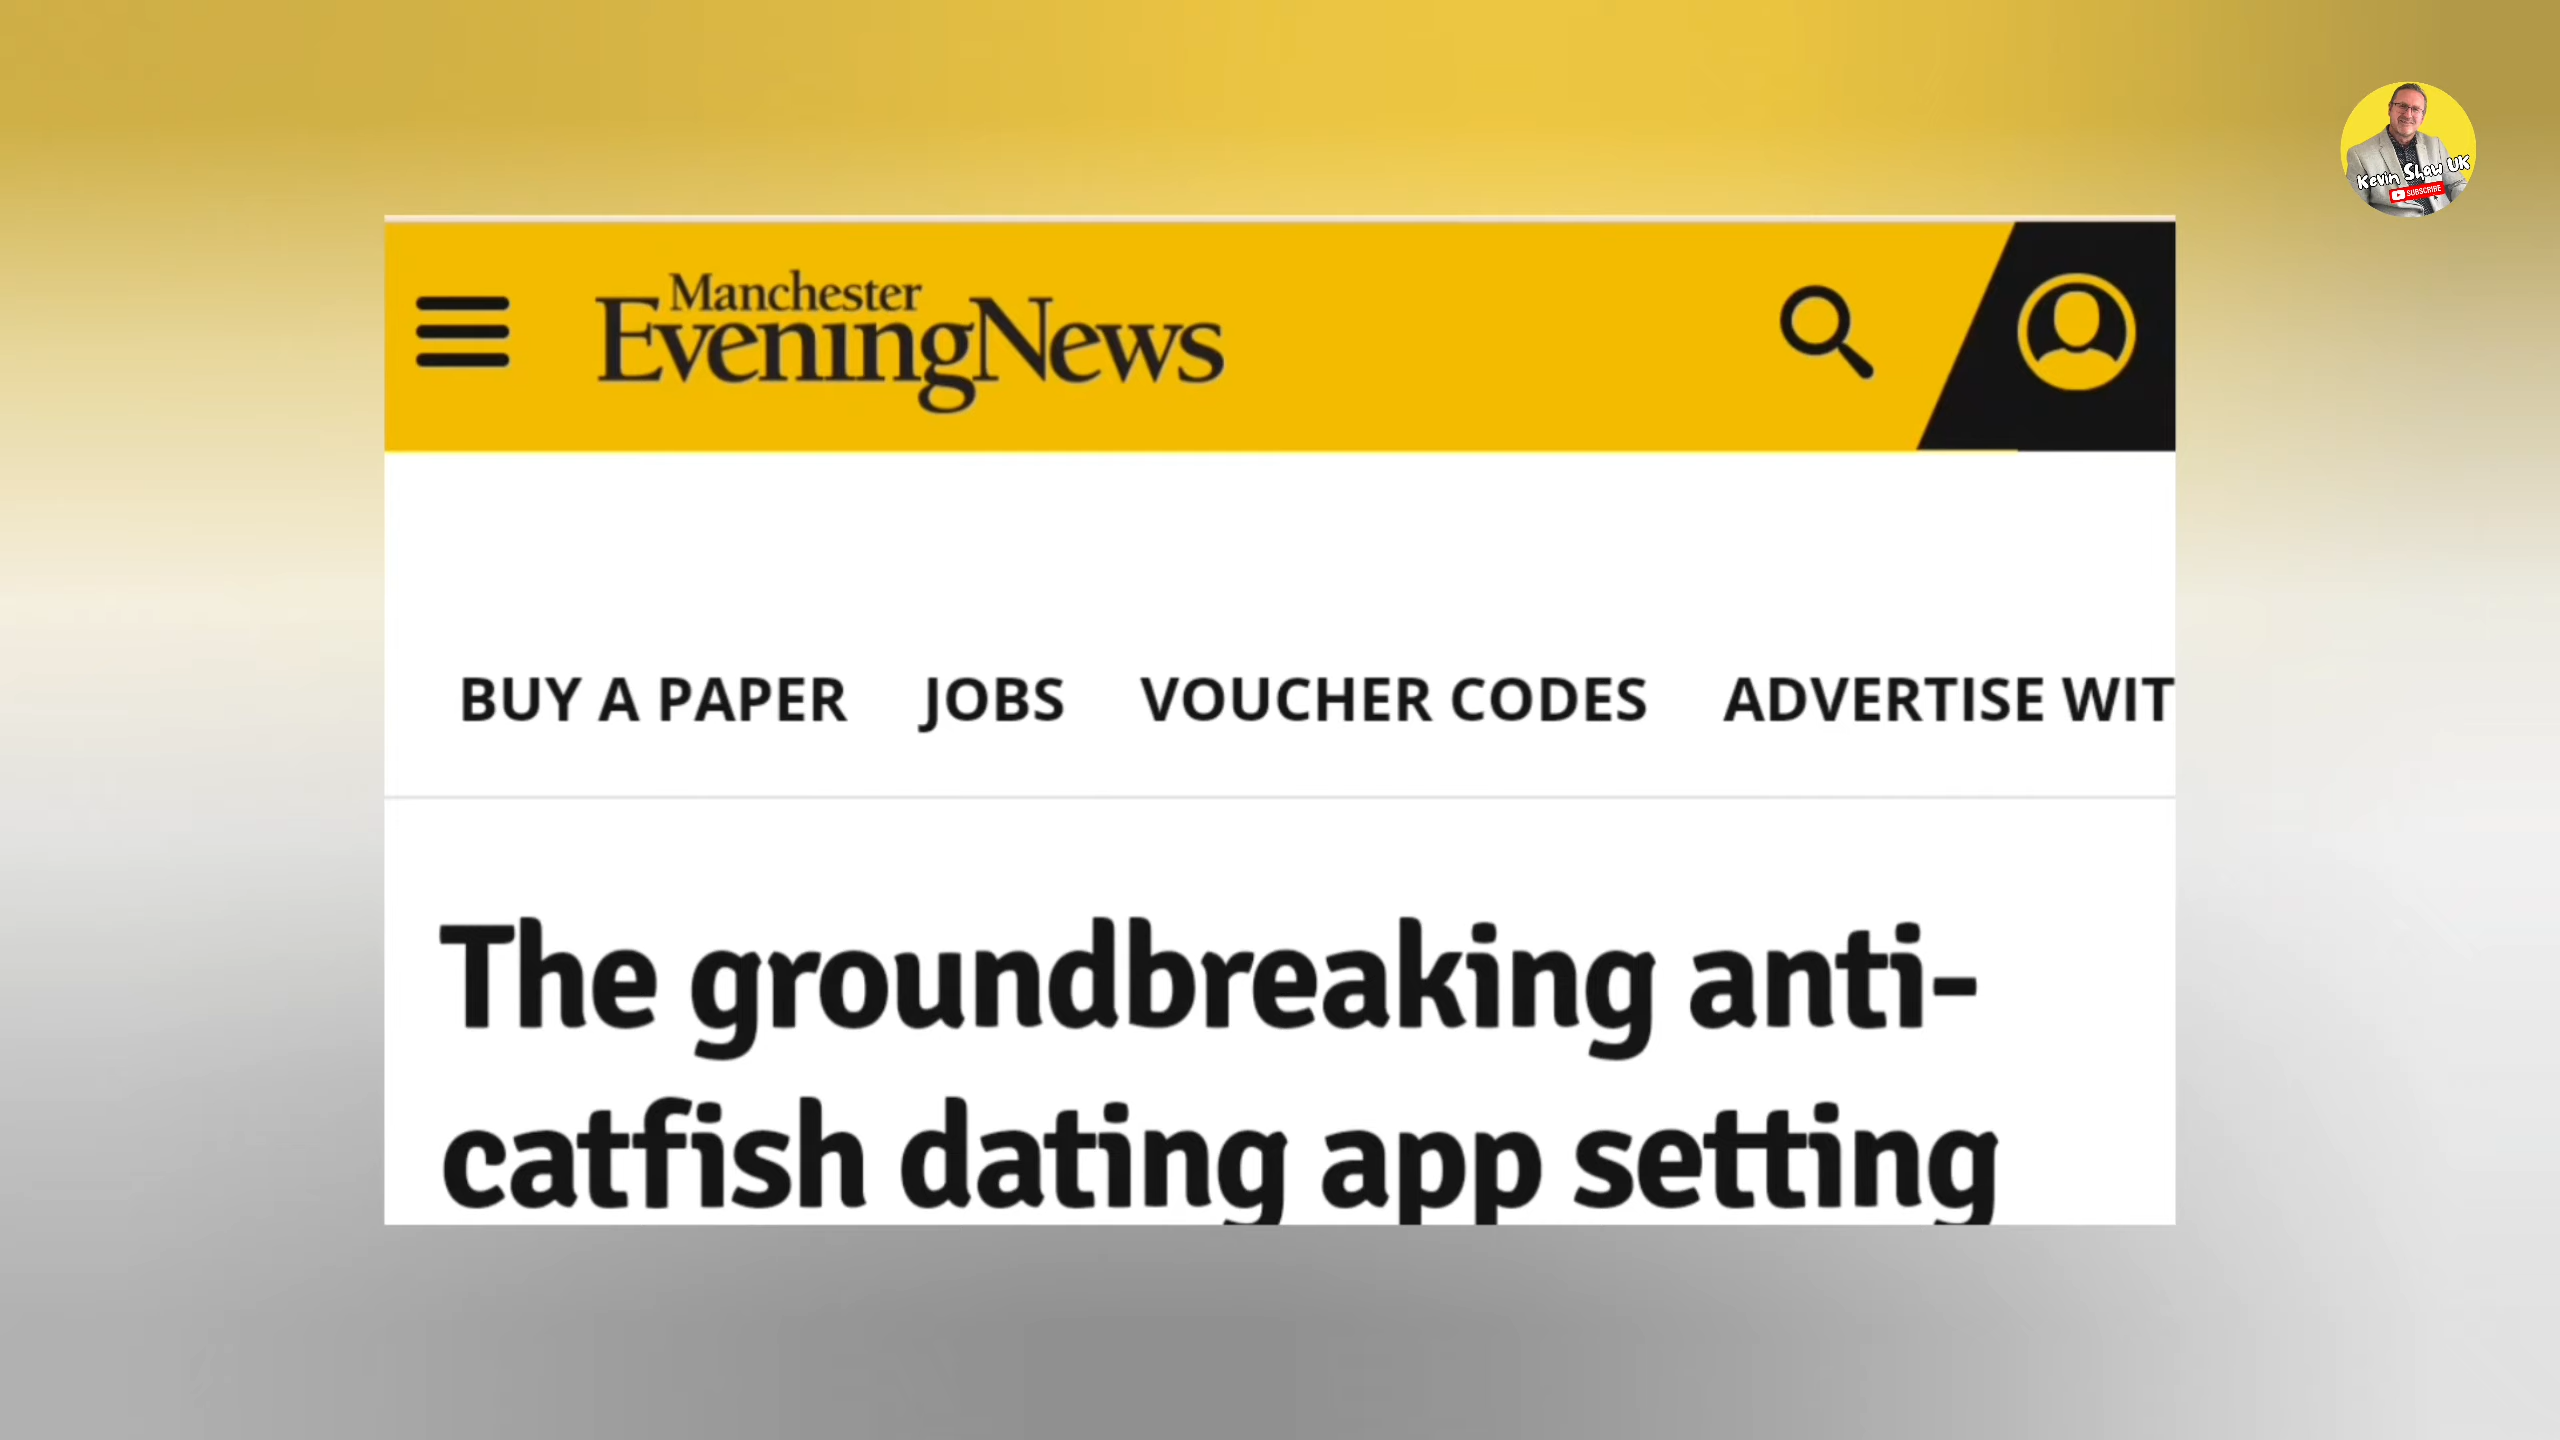 Kevin Shaw UK
SUBSCRIBE
Manchester
EveningNews
BUY A PAPER JOBS VOUCHER CODES ADVERTISE WIT
The groundbreaking anti-
catfish dating app setting